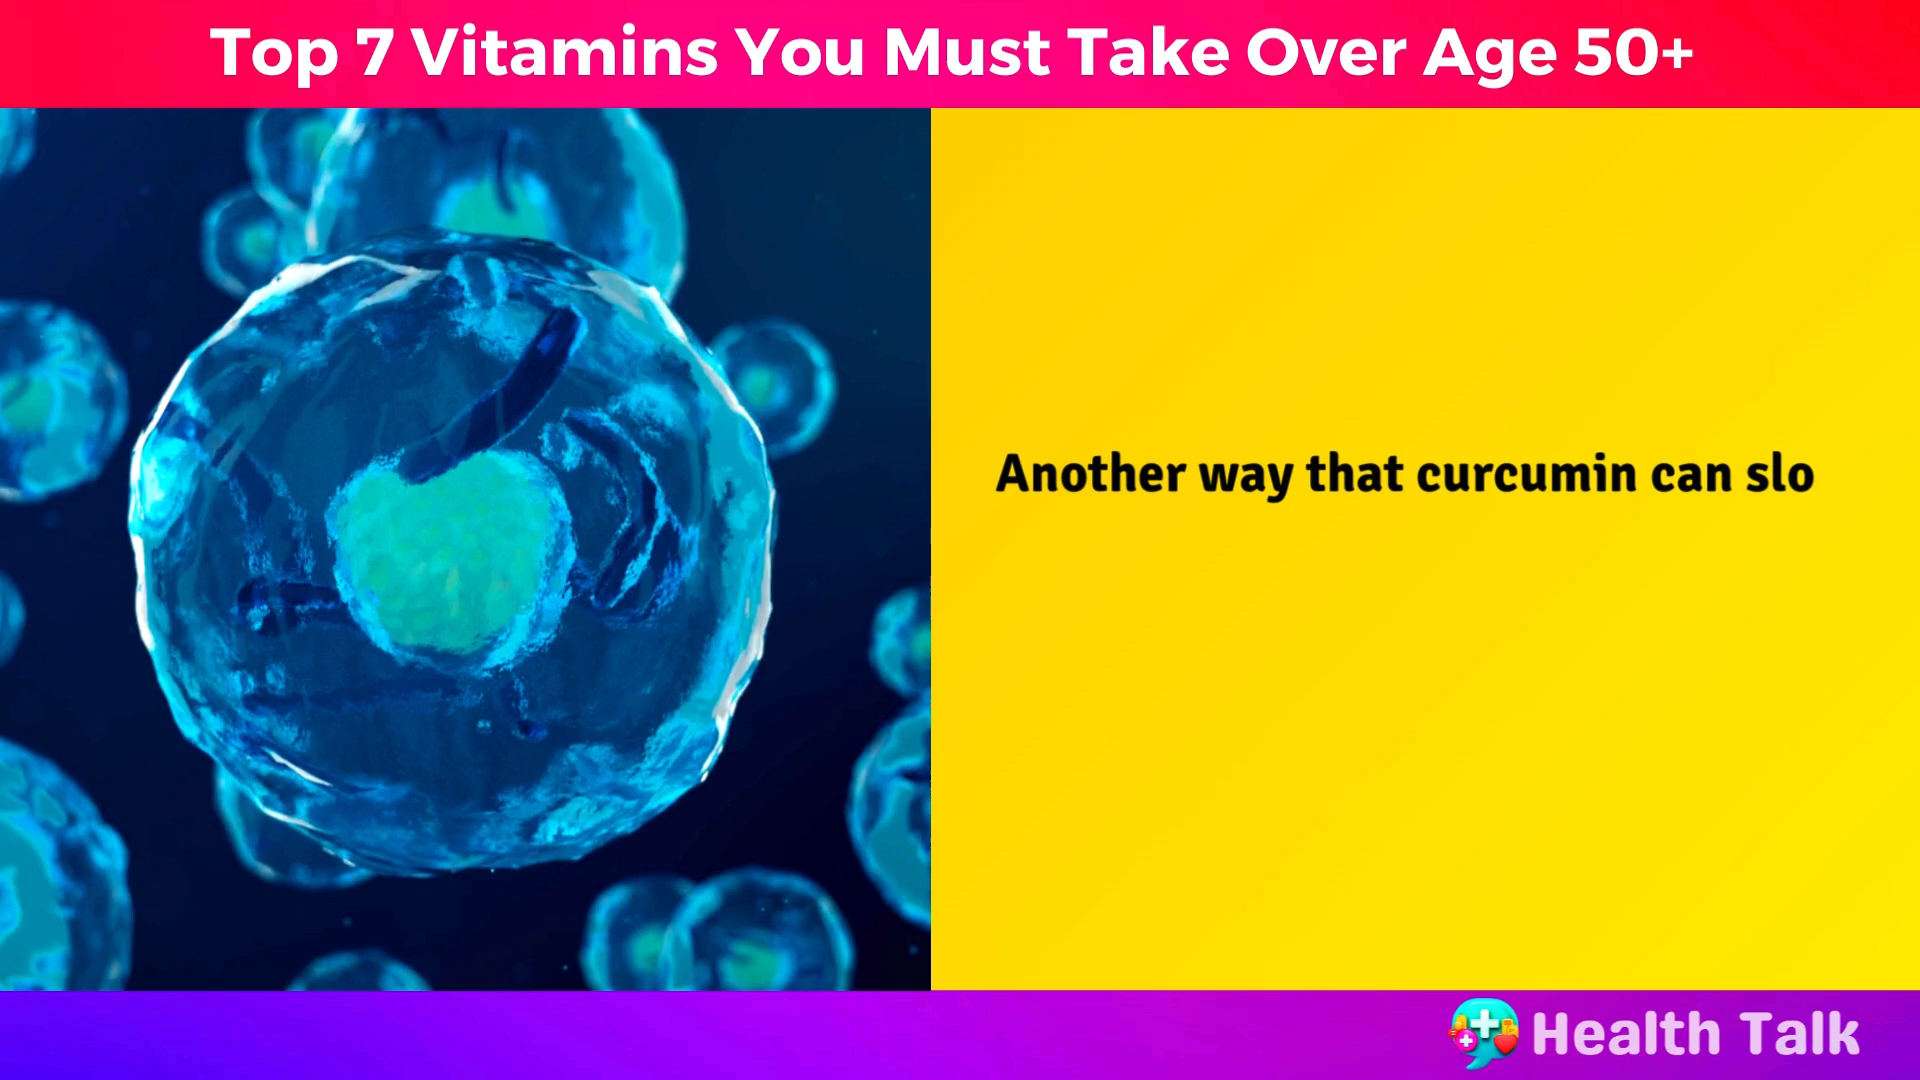 Top 7 Vitamins You Must Take Over Age 50+
Another way that curcumin can slo
Health Talk